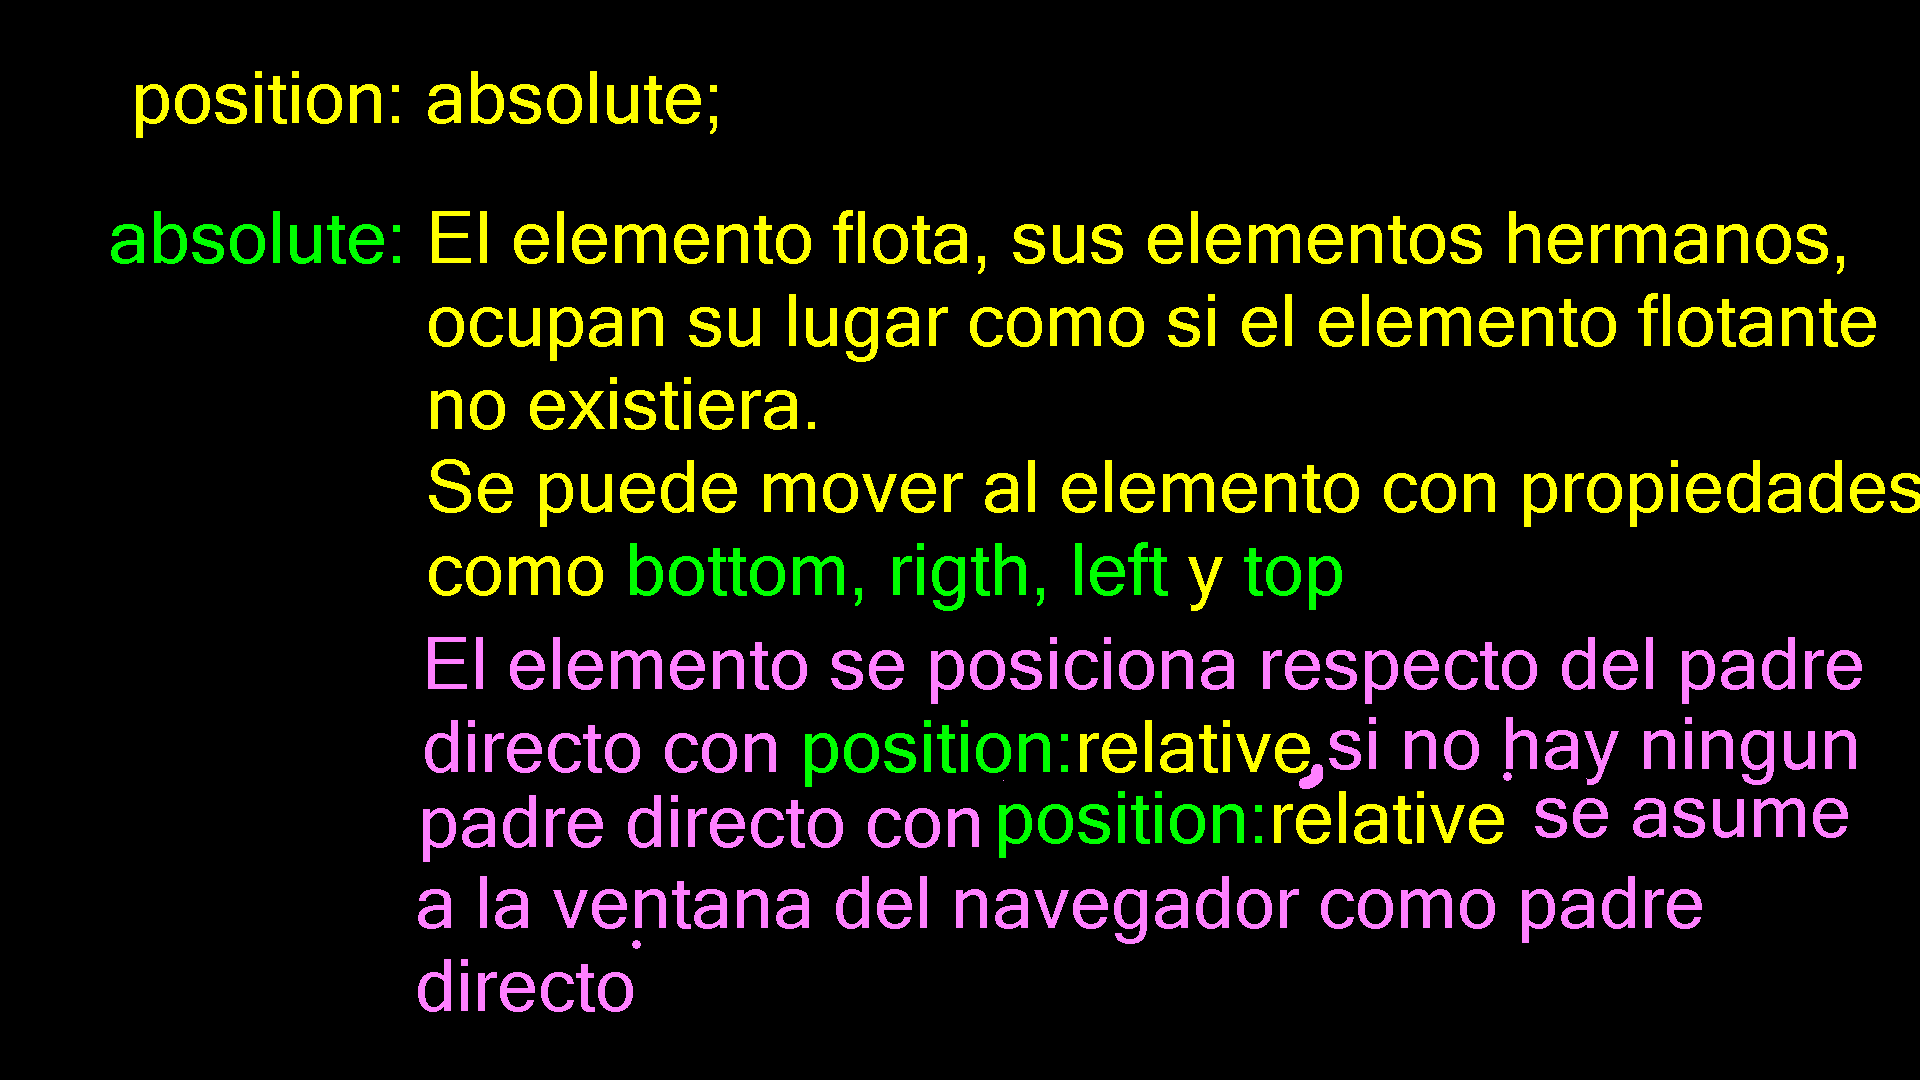 position: absolute;
absolute: El elemento flota, sus elementos hermanos,
ocupan su lugar como si el elemento flotante
no existiera.
Se puede mover al elemento con propiedades
como bottom, rigth, left y top
El elemento se posiciona respecto del padre
directo con position:relative,si no hay ningun
padre directo con position:relative se asume
a la ventana del navegador como padre
directo